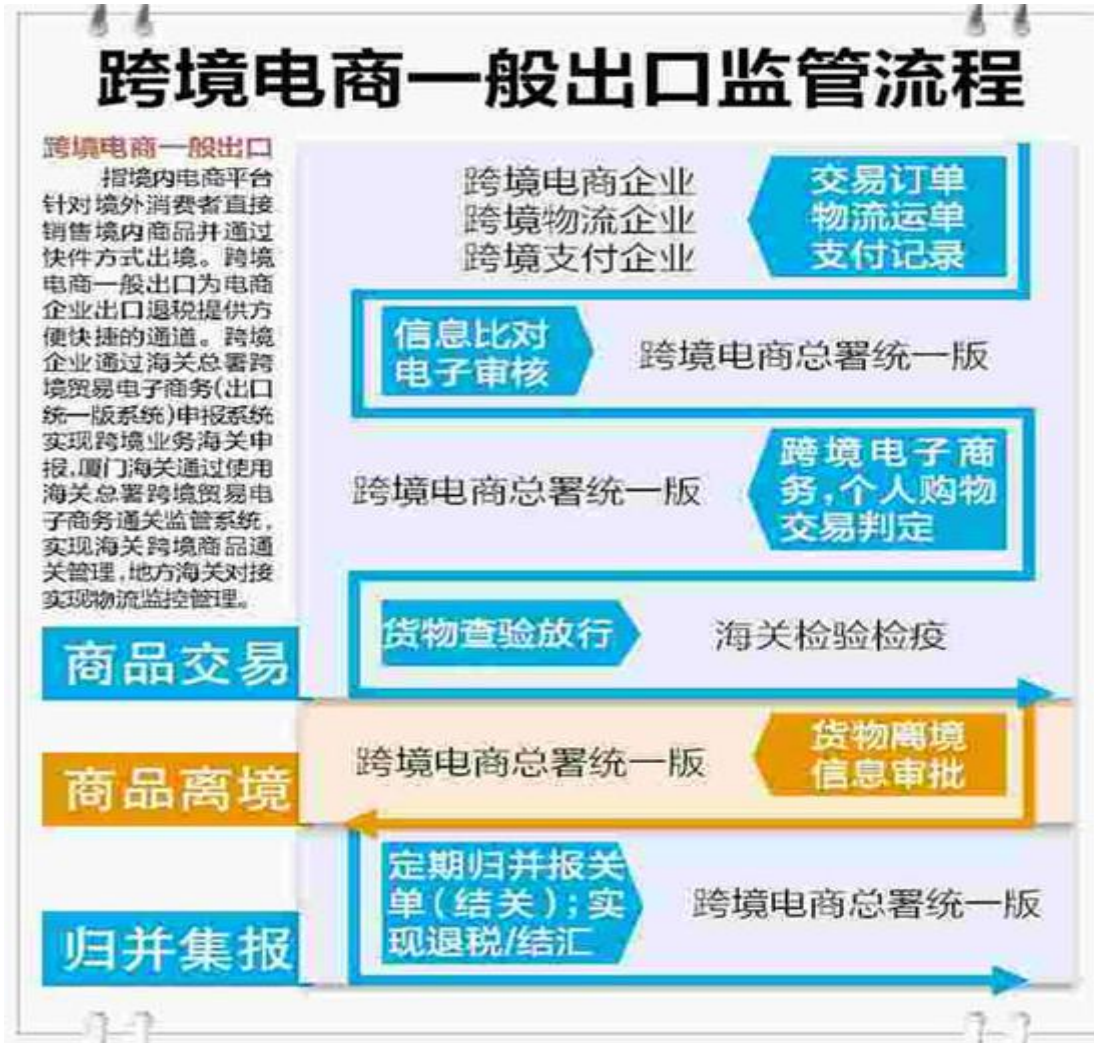 跨境电商一般出口监管流程
跨境电商一般出口
指境内电商平台
针对境外消费者直接
销售境内商品并通过
快件方式出境。跨境
电商一般出口为电商
企业出口退税提供方
便快捷的通道。跨境
企业通过海关总署跨
境贸易电子商务(出口
统一版系统)申报系统
实现跨境业务海关申
报,厦门海关通过使用
海关总署跨境贸易电
子商务通关监管系统,
实现海关跨境商品通
关管理,地方海关对接
实现物流监控管理。
跨境电商企业
跨境物流企业
跨境支付企业
交易订单
物流运单
支付记录
信息比对
电子审核
跨境电商总署统一版
跨境电商总署统一版
跨境电子商
务,个人购物
交易判定
货物查验放行
海关检验检疫
商品交易
跨境电商总署统一版
货物离境
信息审批
商品离境
定期归并报关
单(结关);实
现退税/结汇
跨境电商总署统一版
归并集报